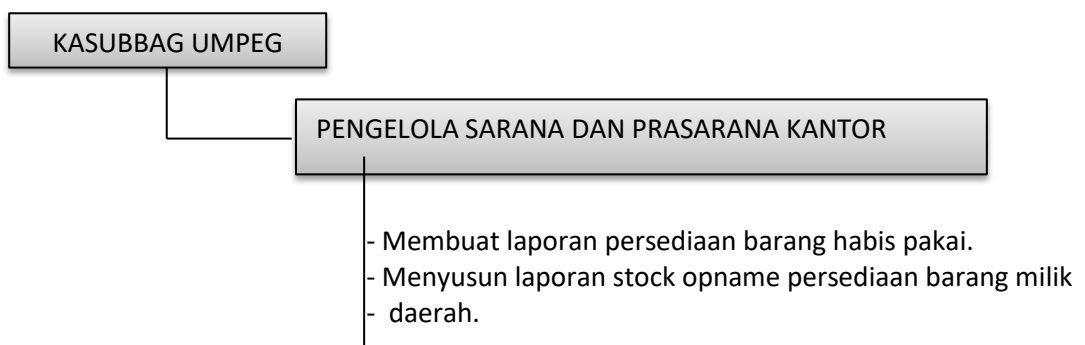 KASUBBAG UMPEG
PENGELOLA SARANA DAN PRASARANA KANTOR
- Membuat laporan persediaan barang habis pakai.
- Menyusun laporan stock opname persediaan barang milik
- daerah.